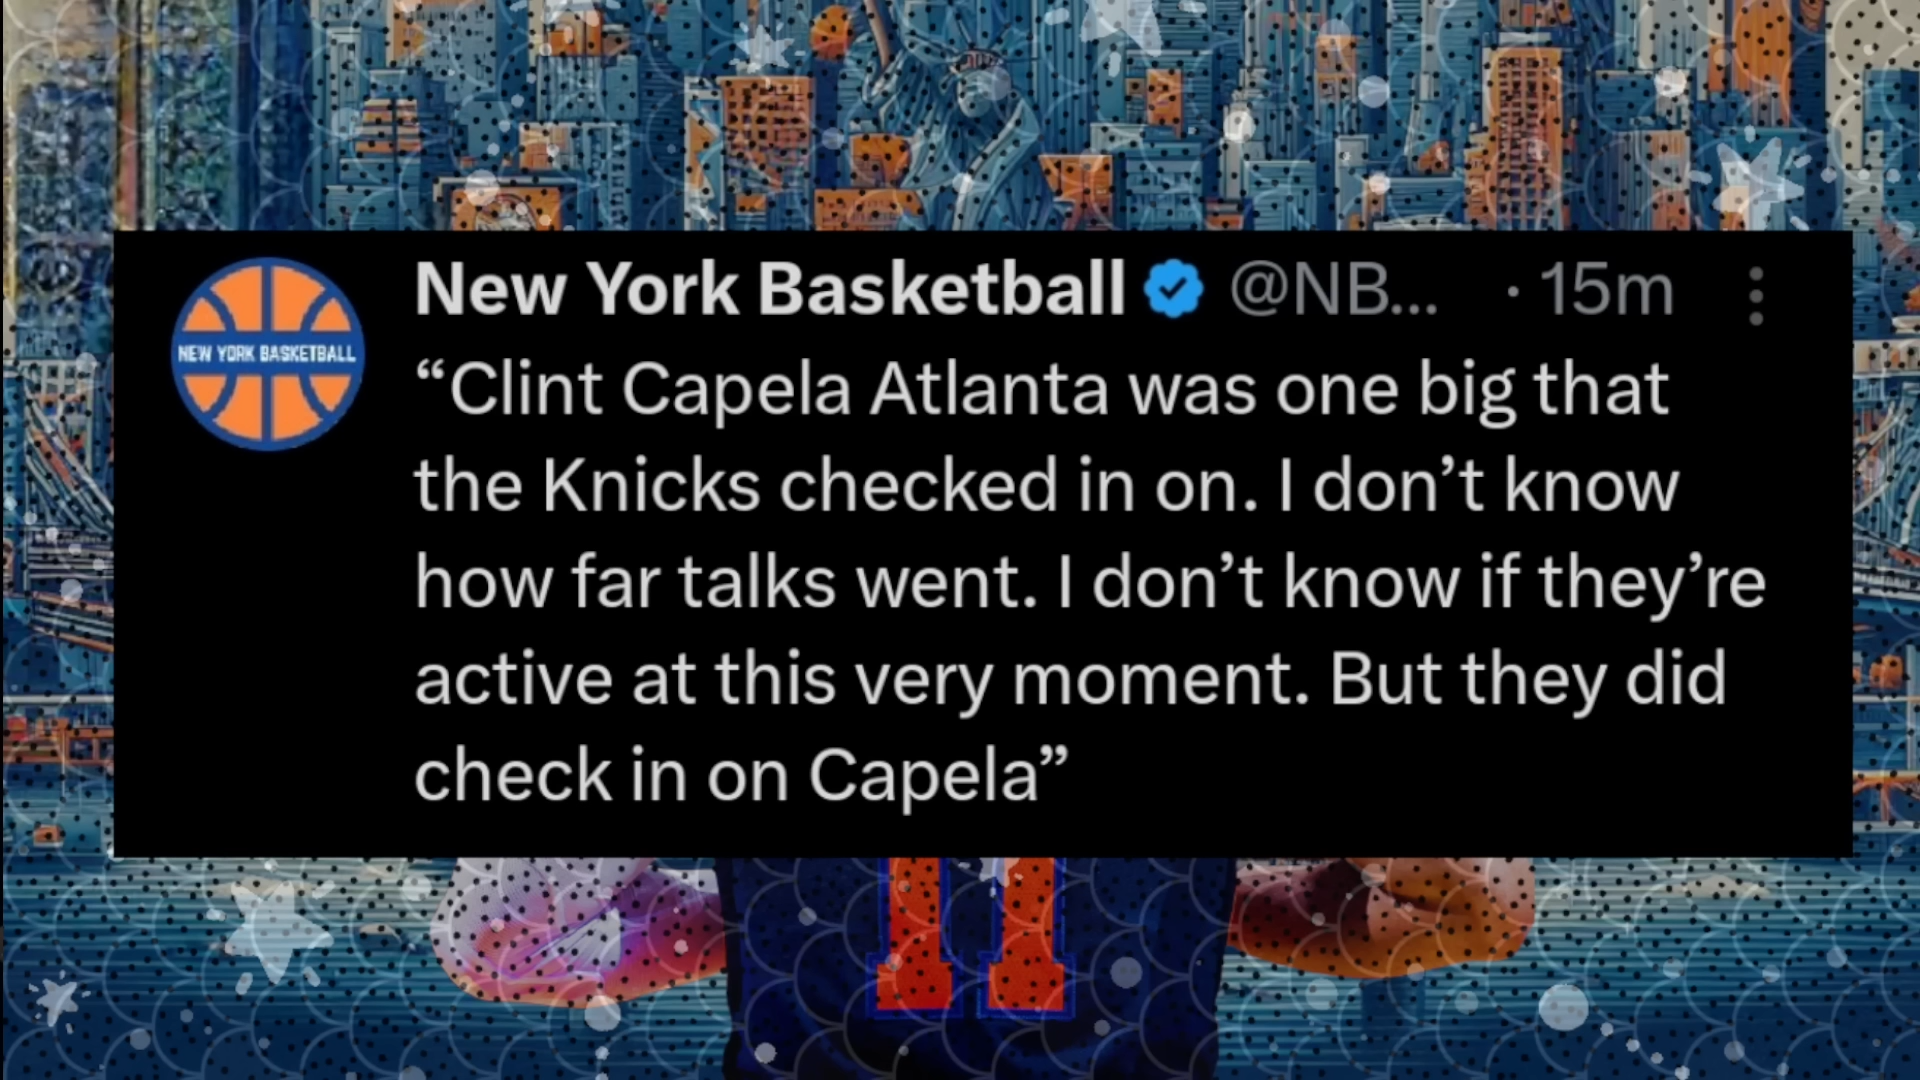 New York Basketball @NB... · 15m
NEW YORK BASKETBALL
“Clint Capela Atlanta was one big that
the Knicks checked in on. I don’t know
how far talks went. I don’t know if they’re
active at this very moment. But they did
check in on Capela”
11